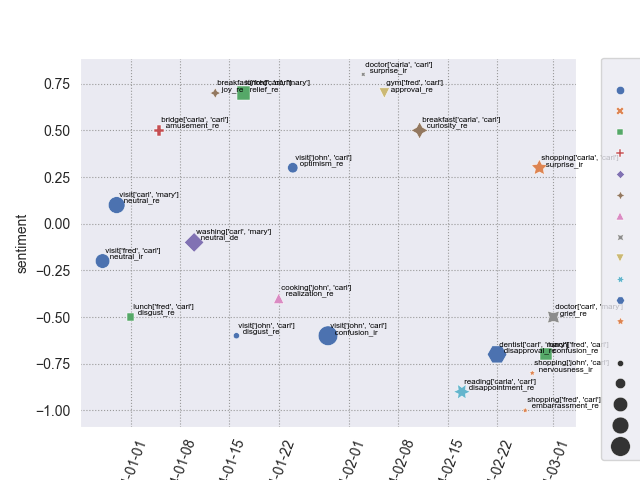 doctor['carla', 'carl']
surprise_ir
0.75
gym['fred', 'carl']
joy_re
relief_re
approval_re
0.50
bridge['carla', 'carl']
amusement_re
breakfast['carla', 'carl']
curiosity_re
0.25
visit['john', 'carl']
optimism_re
shopping['carla', 'carl']
surprise_ir
visit['carl', 'mary']
neutral_re
0.00
washing['carl', 'mary']
neutral_de
visit['fred', 'carl']
neutral_ir
−0.25
sentiment
cooking['john', 'carl']
realization_re
−0.50
lunch['fred', 'carl']
disgust_re
doctor['carl', 'mary']
grief_re
visit['john', 'carl']
disgust_re
visit['john', 'carl']
confusion_ir
−0.75
disapproval_re
confusion_re
shopping['john', 'carl']
nervousness_ir
reading['carla', 'carl']
disappointment_re
shopping['fred', 'carl']
embarrassment_re
−1.00
-01-01
-01-08
-01-15
-01-22
-02-01
-02-08
-02-15
-02-22
-03-01